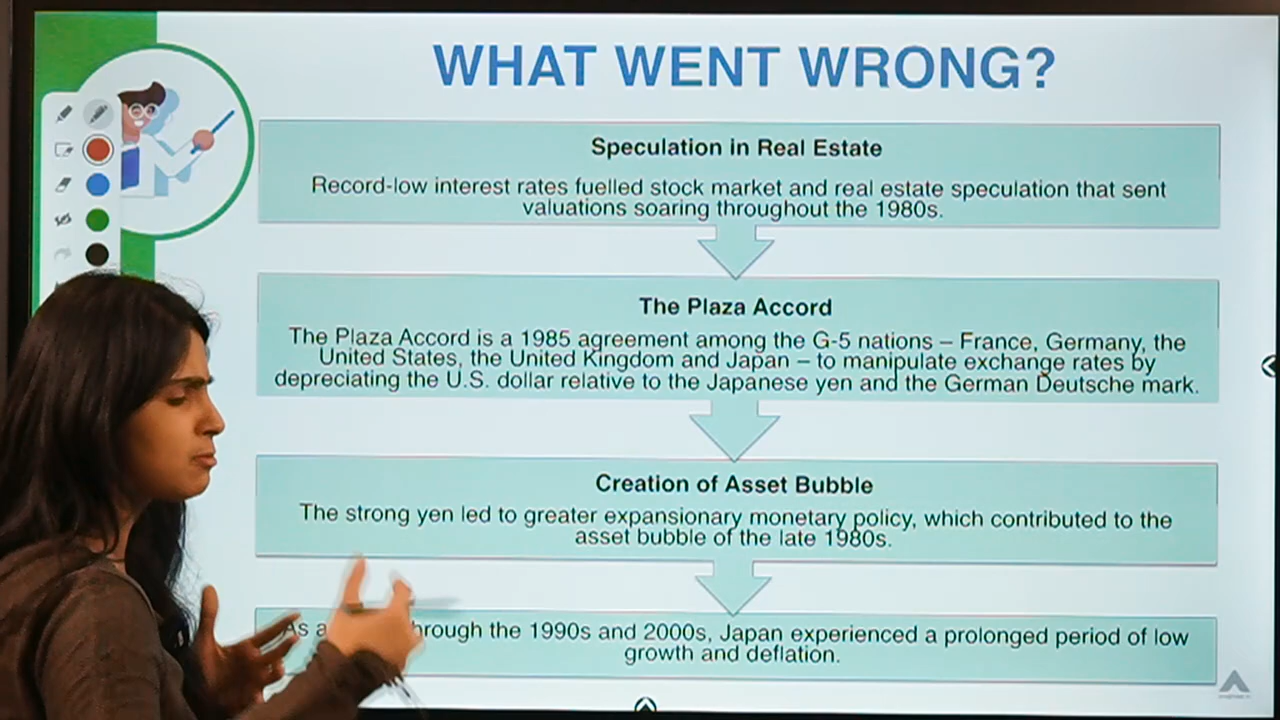 WHAT WENT WRONG?
Speculation in Real Estate
Record-low interest rates fuelled stock market and real estate speculation that sent
valuations soaring throughout the 1980s.
The Plaza Accord
The Plaza Accord is a 1985 agreement among the G-5 nations – France, Germany, the
United States, the United Kingdom and Japan – to manipulate exchange rates by
depreciating the U.S. dollar relative to the Japanese yen and the German Deutsche mark.
Creation of Asset Bubble
The strong yen led to greater expansionary monetary policy, which contributed to the
asset bubble of the late 1980s.
As a through the 1990s and 2000s, Japan experienced a prolonged period of low
growth and deflation.